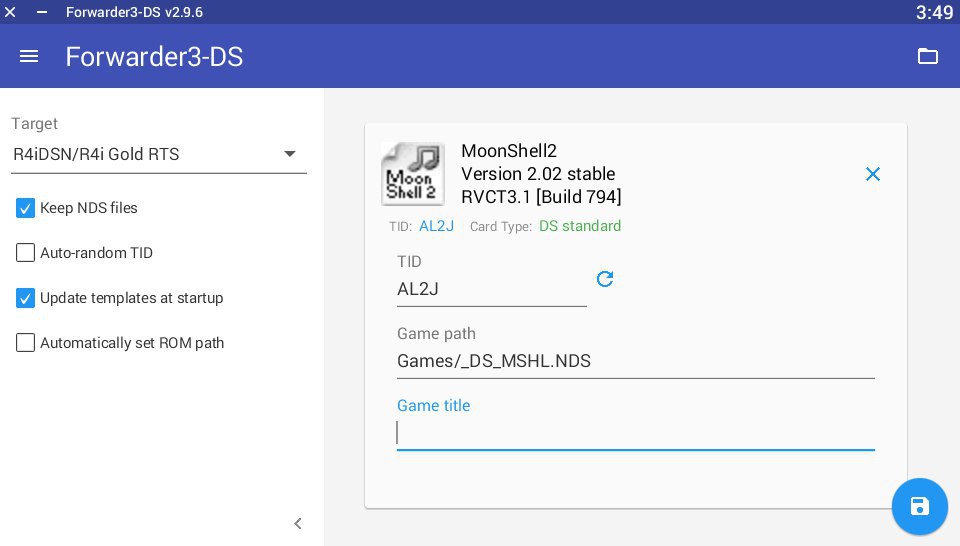 Forwarder3-DS v2.9.6
3:49
Forwarder3-DS
Target
R4iDSN/R4i Gold RTS
Keep NDS files
Auto-random TID
Update templates at startup
Automatically set ROM path
Moon
Shell 2
MoonShell2
Version 2.02 stable
RVCT3.1 [Build 794]
TID: AL2J Card Type: DS standard
TID
AL2J
Game path
Games/_DS_MSHL.NDS
Game title